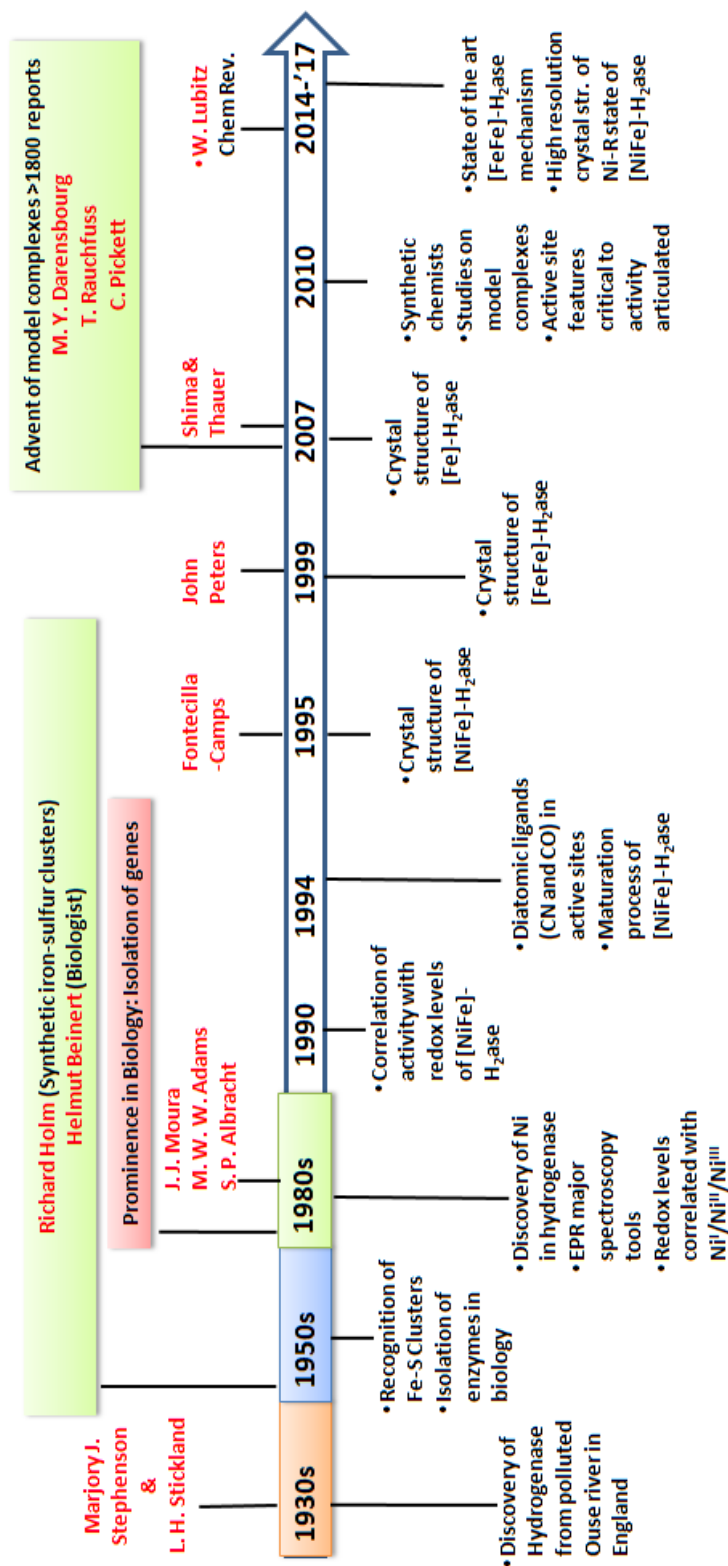 Marjory J.
Stephenson
&
L. H. Stickland
Richard Holm (Synthetic iron-sulfur clusters)
Helmut Beinert (Biologist)
Prominence in Biology: Isolation of genes
J. J. Moura
M. W. W. Adams
S. P. Albracht
Fontecilla
-Camps
John
Peters
Shima &
Thauer
Advent of model complexes >1800 reports
M. Y. Darensbourg
T. Rauchfuss
C. Pickett
•W. Lubitz
Chem Rev.
1930s
1950s
1980s
1990
1994
1995
1999
2007
2010
2014-'17
•Discovery of
Hydrogenase
from polluted
Ouse river in
England
•Recognition of
Fe-S Clusters
•Isolation of
enzymes in
biology
•Discovery of Ni
in hydrogenase
•EPR major
spectroscopy
tools
•Redox levels
correlated with
Niᴵ/Niᴵᴵ/Niᴵᴵᴵ
•Correlation of
activity with
redox levels
of [NiFe]-
H₂ase
•Diatomic ligands
(CN and CO) in
active sites
•Maturation
process of
[NiFe]-H₂ase
•Crystal
structure of
[NiFe]-H₂ase
•Crystal
structure of
[FeFe]-H₂ase
•Crystal
structure of
[Fe]-H₂ase
•Synthetic
chemists
•Studies on
model
complexes
•Active site
features
critical to
activity
articulated
•State of the art
[FeFe]-H₂ase
mechanism
•High resolution
crystal str. of
Ni-R state of
[NiFe]-H₂ase